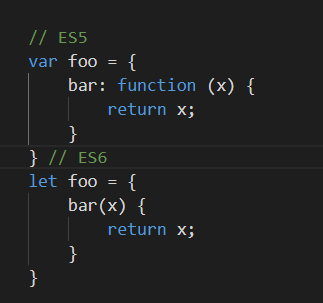 // ES5
var foo = {
    bar: function (x) {
        return x;
    }
} // ES6
let foo = {
    bar(x) {
        return x;
    }
}